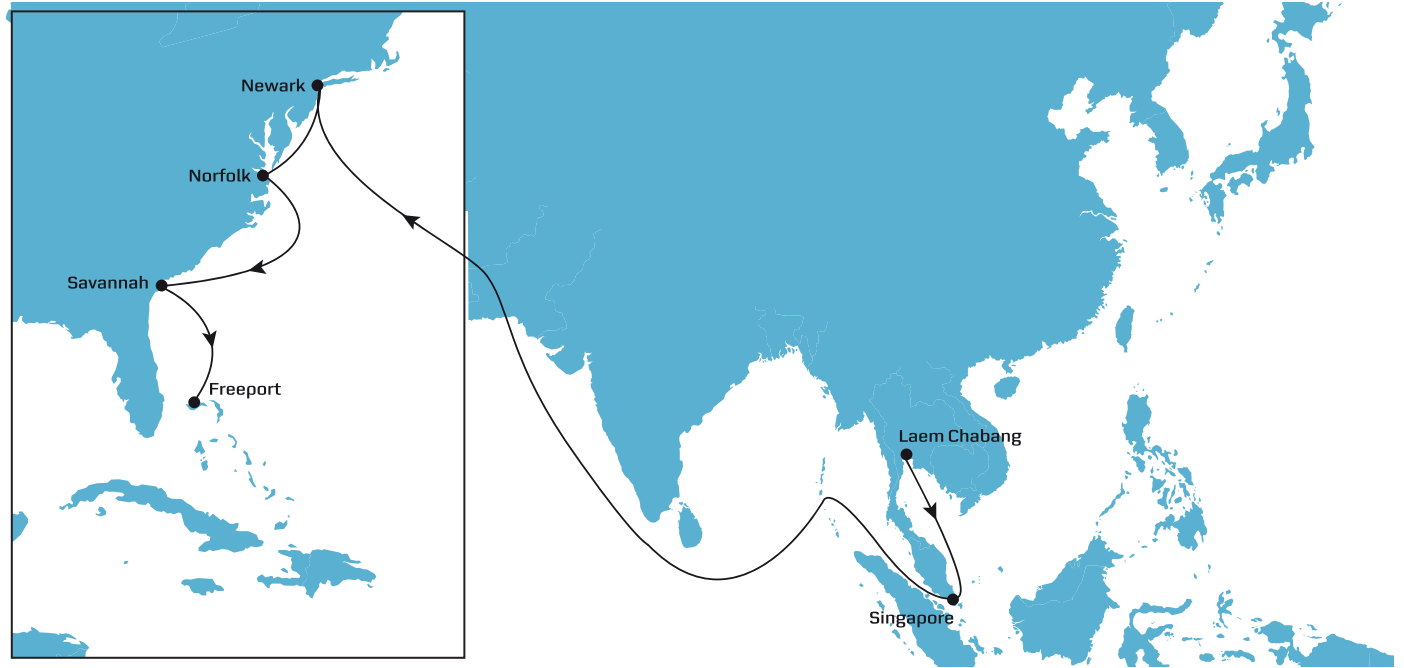 Newark
Norfolk
Savannah
Freeport
Laem Chabang
Singapore